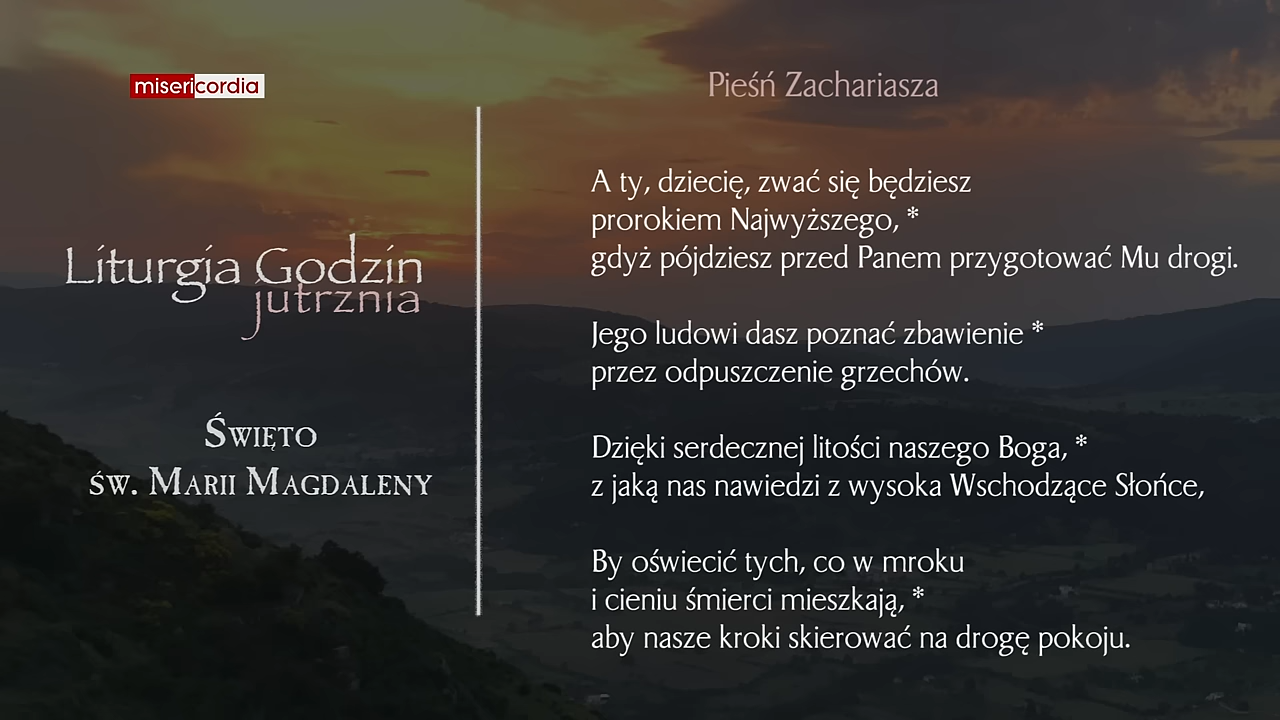 misericordia
Pieśń Zachariasza
Liturgia Godzin
jutrznia
Święto
św. Marii Magdaleny
A ty, dziecię, zwać się będziesz
prorokiem Najwyższego, *
gdyż pójdziesz przed Panem przygotować Mu drogi.
Jego ludowi dasz poznać zbawienie *
przez odpuszczenie grzechów.
Dzięki serdecznej litości naszego Boga, *
z jaką nas nawiedzi z wysoka Wschodzące Słońce,
By oświecić tych, co w mroku
i cieniu śmierci mieszkają, *
aby nasze kroki skierować na drogę pokoju.